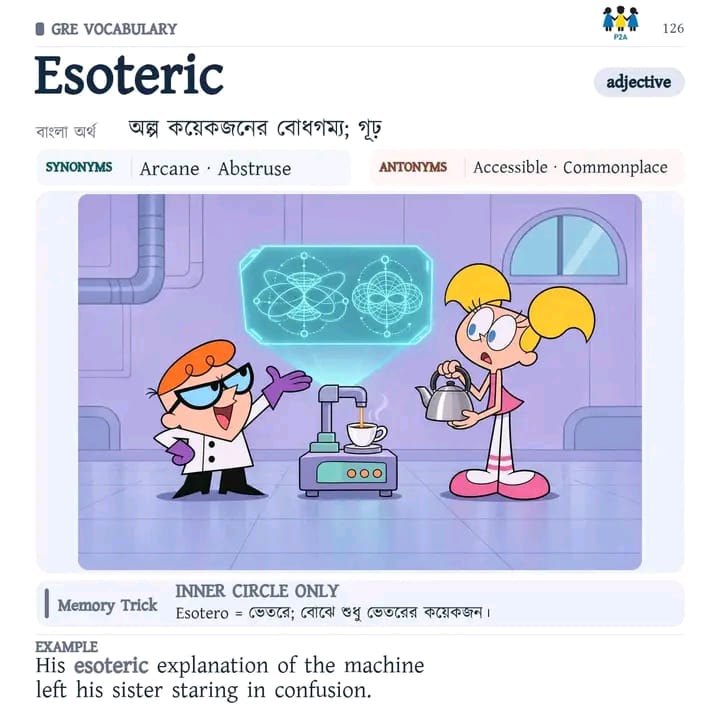 GRE VOCABULARY
P2A
126
Esoteric
adjective
বাংলা অর্থ অল্প কয়েকজনের বোধগম্য; গূঢ়
SYNONYMS Arcane · Abstruse
ANTONYMS Accessible · Commonplace
Memory Trick
INNER CIRCLE ONLY
Esotero = ভেতরে; বোঝে শুধু ভেতরের কয়েকজন।
EXAMPLE
His esoteric explanation of the machine
left his sister staring in confusion.